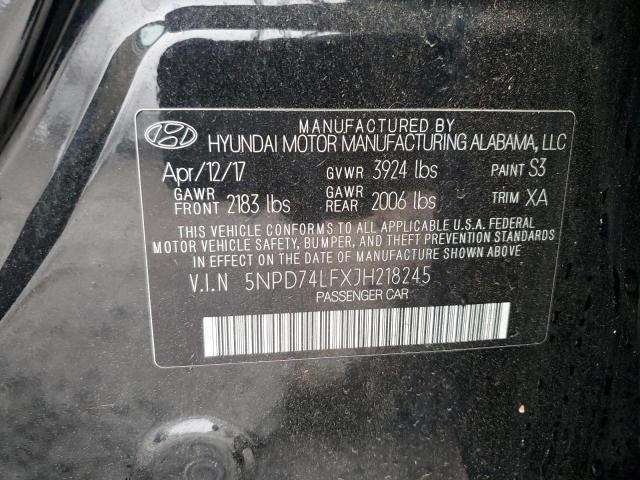 MANUFACTURED BY
HYUNDAI MOTOR MANUFACTURING ALABAMA, LLC
Apr/12/17 GVWR 3924 lbs PAINT S3
GAWR FRONT 2183 lbs GAWR REAR 2006 lbs TRIM XA
THIS VEHICLE CONFORMS TO ALL APPLICABLE U.S.A. FEDERAL
MOTOR VEHICLE SAFETY, BUMPER, AND THEFT PREVENTION STANDARDS
IN EFFECT ON THE DATE OF MANUFACTURE SHOWN ABOVE.
V.I.N 5NPD74LFXJH218245
PASSENGER CAR